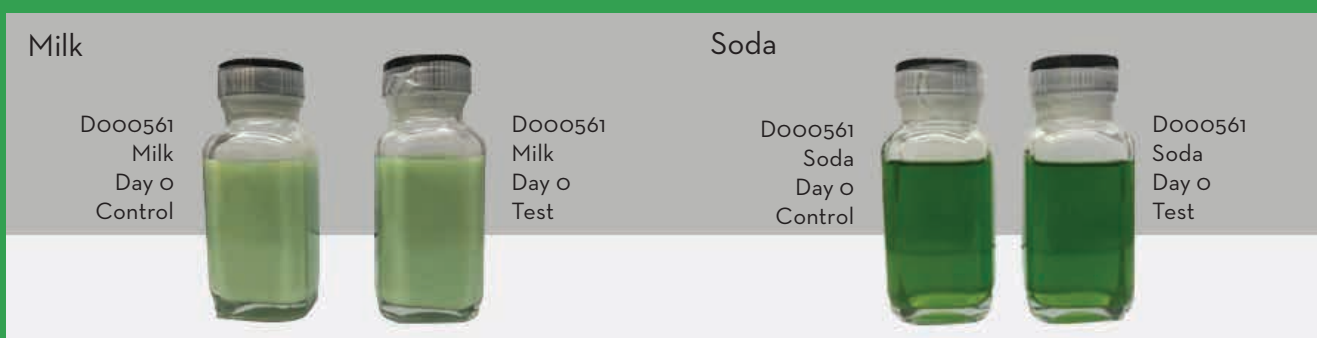 Milk
D000561
Milk
Day 0
Control
D000561
Milk
Day 0
Test
Soda
D000561
Soda
Day 0
Control
D000561
Soda
Day 0
Test